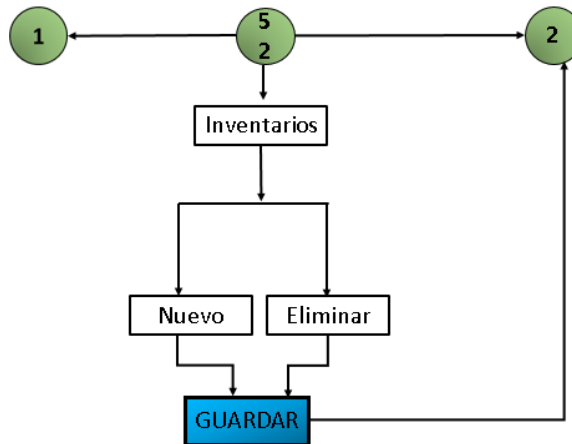 1
5
2
2
Inventarios
Nuevo
Eliminar
GUARDAR